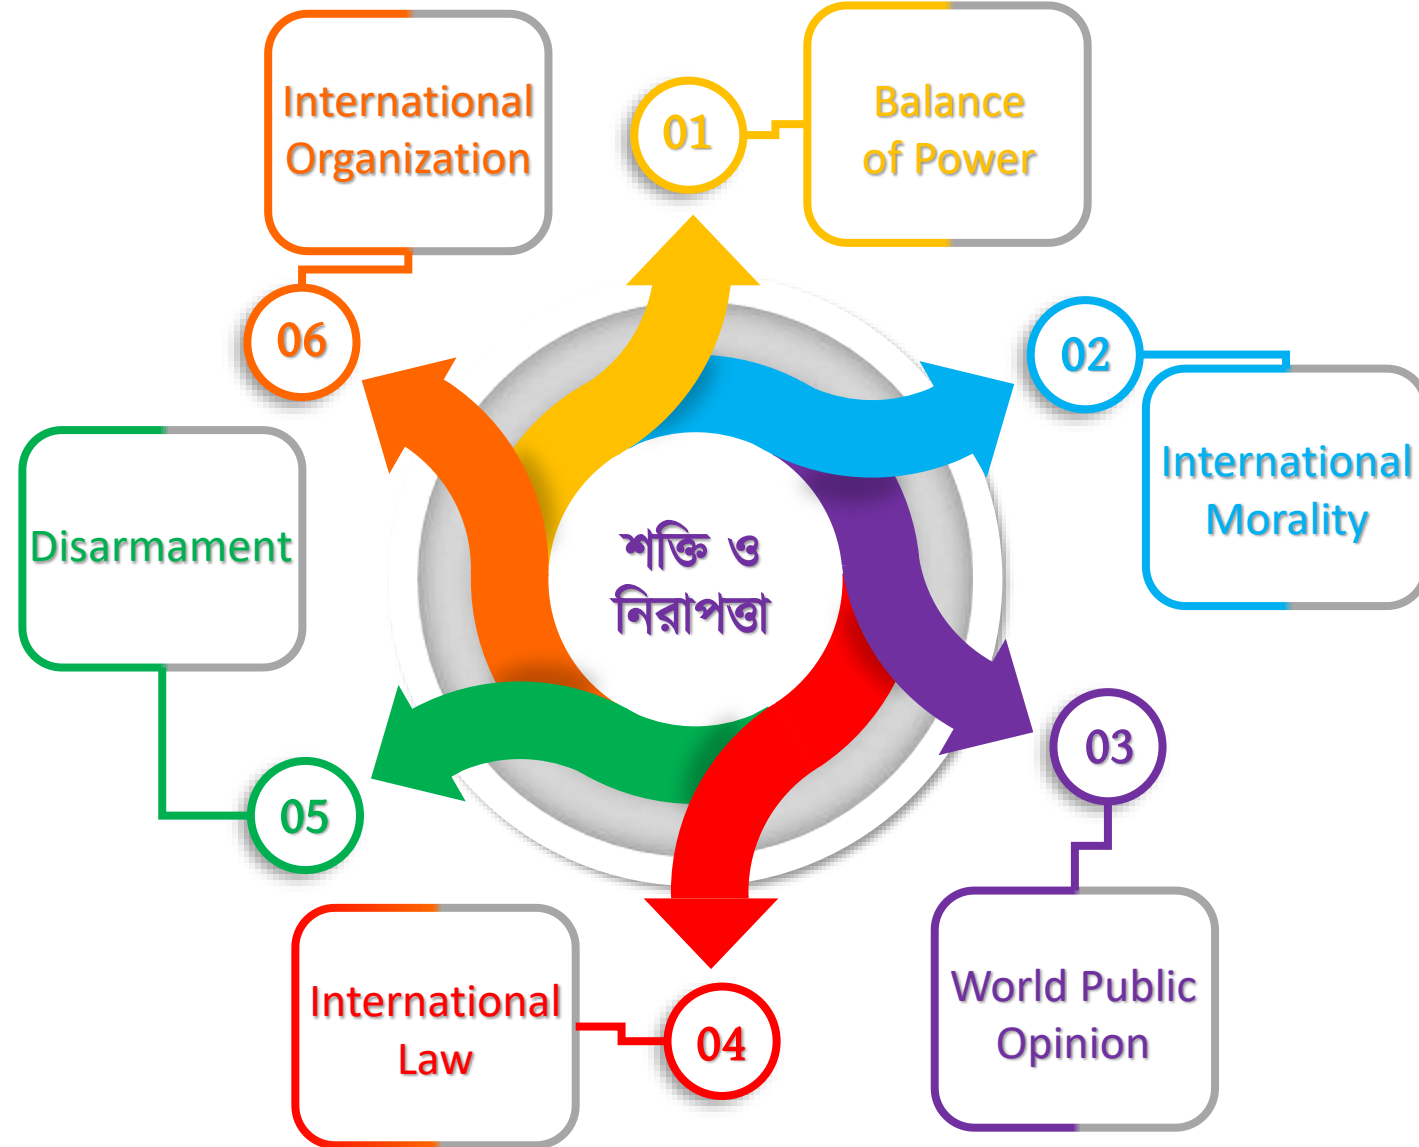 শক্তি ও
নিরাপত্তা
01
Balance
of Power
02
International
Morality
03
World Public
Opinion
04
International
Law
05
Disarmament
06
International
Organization